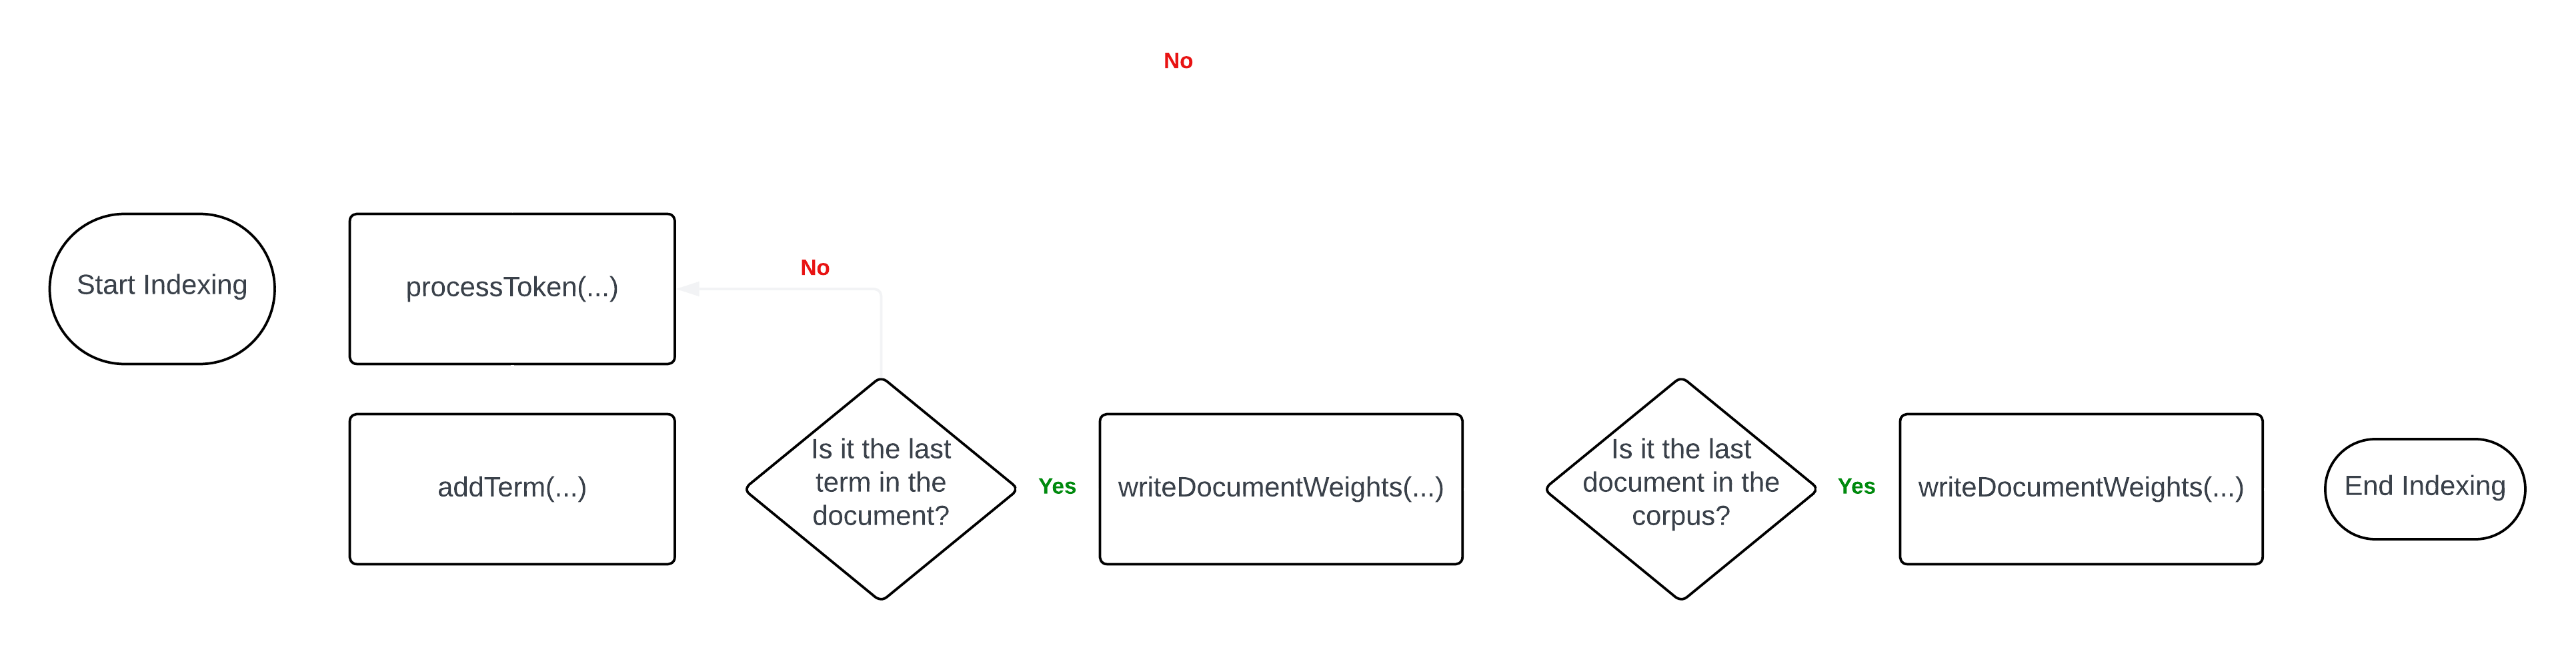 No
Start Indexing
processToken(...)
No
addTerm(...)
Is it the last
term in the
document?
Yes
writeDocumentWeights(...)
Is it the last
document in the
corpus?
Yes
writeDocumentWeights(...)
End Indexing